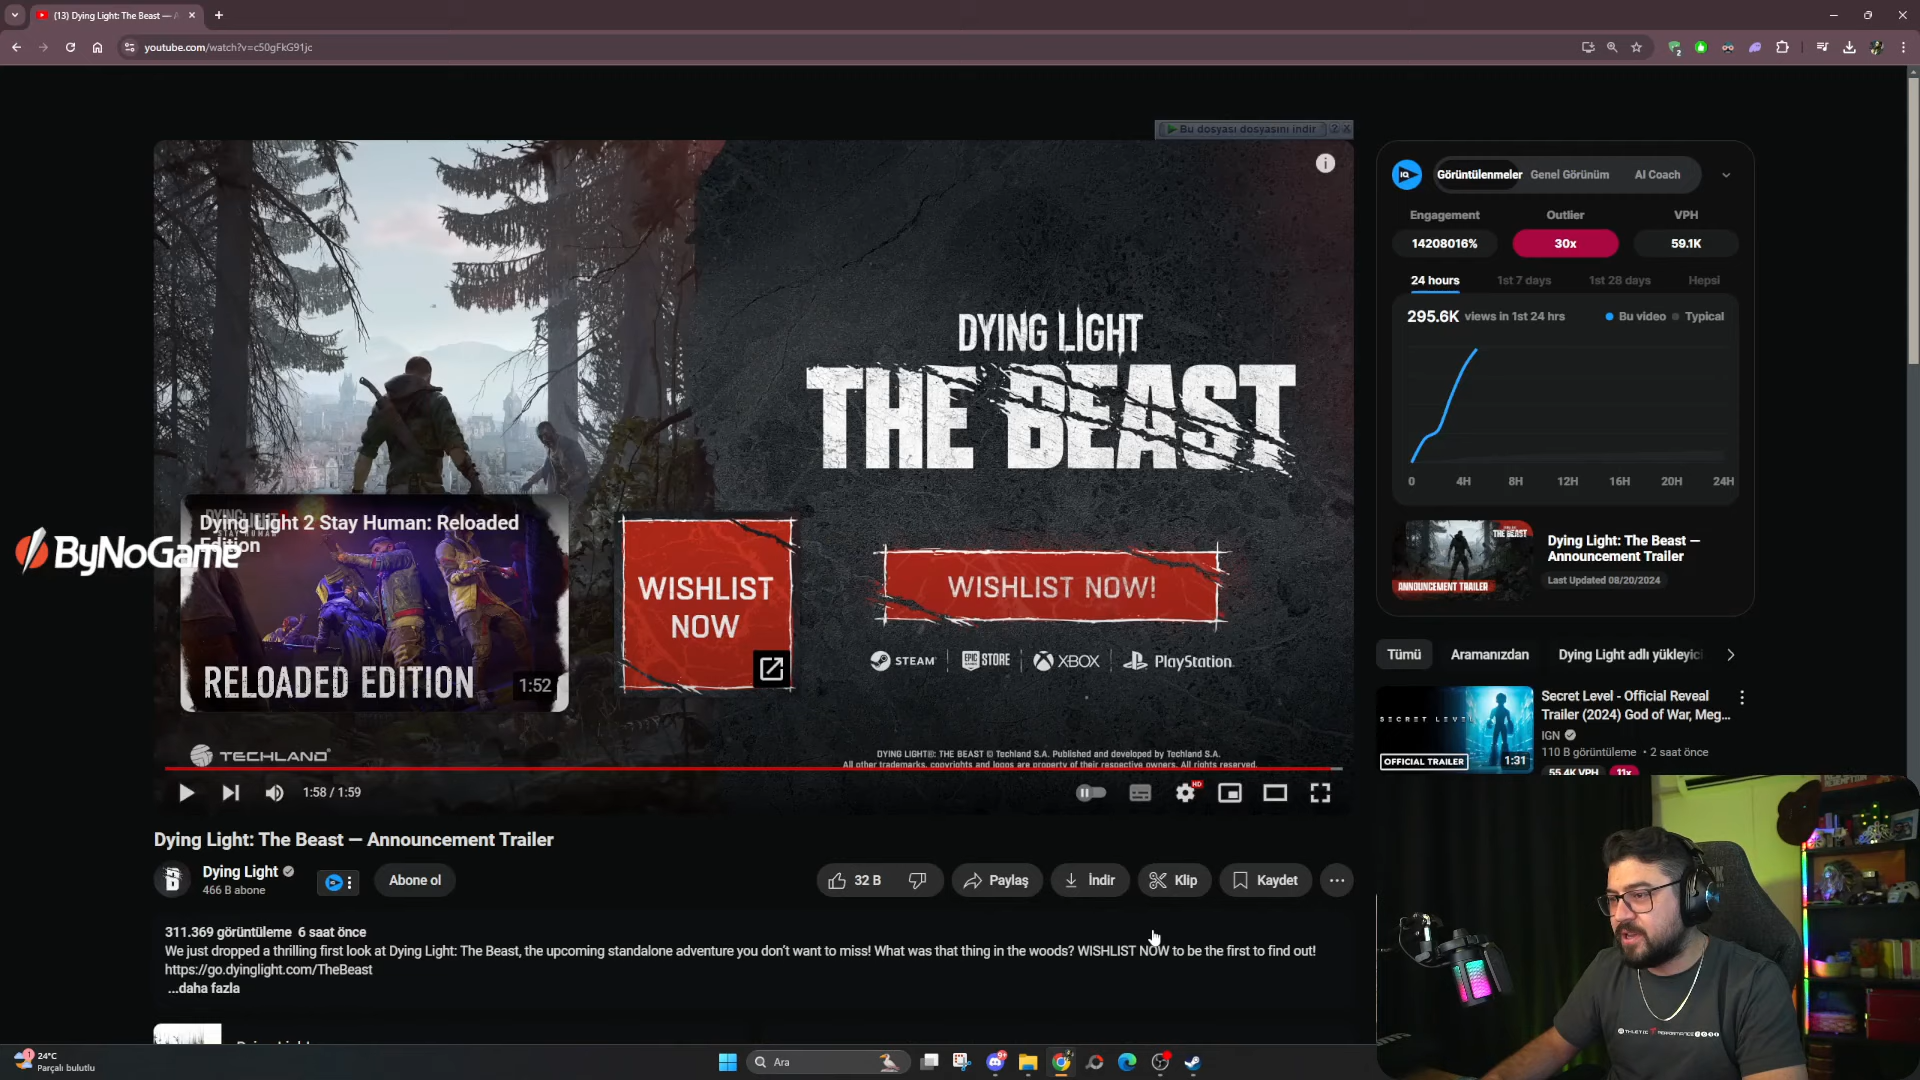 (13) Dying Light: The Beast —
youtube.com/watch?v=c50gFkG91jc
Bu dosyası dosyasını indir
DYING LIGHT
THE BEAST
Dying Light 2 Stay Human: Reloaded
Edition
RELOADED EDITION
1:52
ByNoGame
WISHLIST
NOW
WISHLIST NOW!
STEAM
EPIC STORE
XBOX
PlayStation
TECHLAND
DYING LIGHT®: THE BEAST © Techland S.A. Published and developed by Techland S.A.
All other trademarks, copyrights and logos are property of their respective owners. All rights reserved.
1:58 / 1:59
HD
Dying Light: The Beast — Announcement Trailer
Dying Light
466 B abone
Abone ol
32 B
Paylaş
İndir
Klip
Kaydet
311.369 görüntüleme 6 saat önce
We just dropped a thrilling first look at Dying Light: The Beast, the upcoming standalone adventure you don't want to miss! What was that thing in the woods? WISHLIST NOW to be the first to find out!
https://go.dyinglight.com/TheBeast
...daha fazla
IQ
Görüntülenmeler Genel Görünüm AI Coach
Engagement Outlier VPH
14208016% 30x 59.1K
24 hours 1st 7 days 1st 28 days Hepsi
295.6K views in 1st 24 hrs
Bu video Typical
0 4H 8H 12H 16H 20H 24H
THE BEAST
ANNOUNCEMENT TRAILER
Dying Light: The Beast —
Announcement Trailer
Last Updated 08/20/2024
Tümü Aramanızdan Dying Light adlı yükleyici
SECRET LEVEL
OFFICIAL TRAILER
1:31
Secret Level - Official Reveal
Trailer (2024) God of War, Meg...
IGN
110 B görüntüleme • 2 saat önce
55.4K VPH 11x
24°C
Parçalı bulutlu
Ara